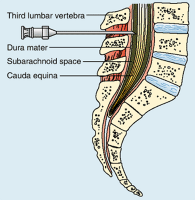 Third lumbar vertebra
Dura mater
Subarachnoid space
Cauda equina